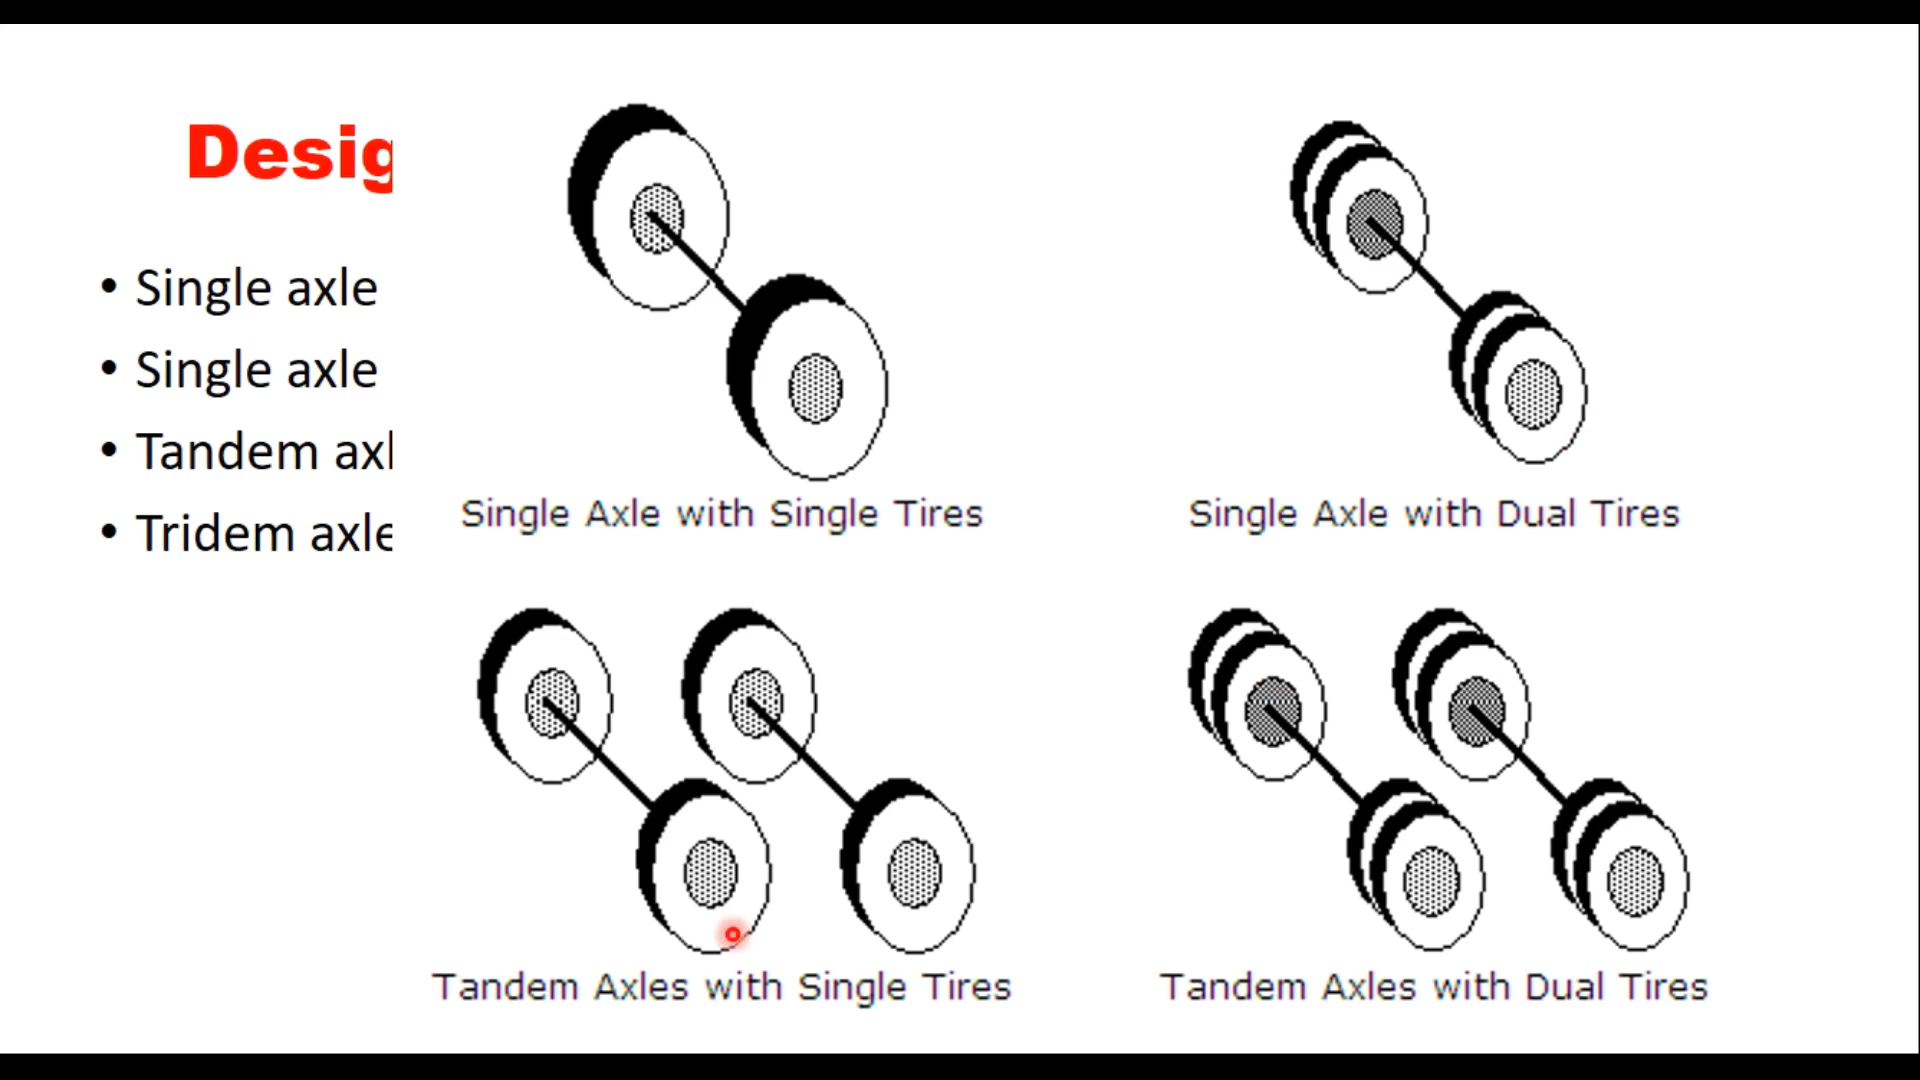 Desig
• Single axle
• Single axle
• Tandem axl
• Tridem axle
Single Axle with Single Tires
Single Axle with Dual Tires
Tandem Axles with Single Tires
Tandem Axles with Dual Tires